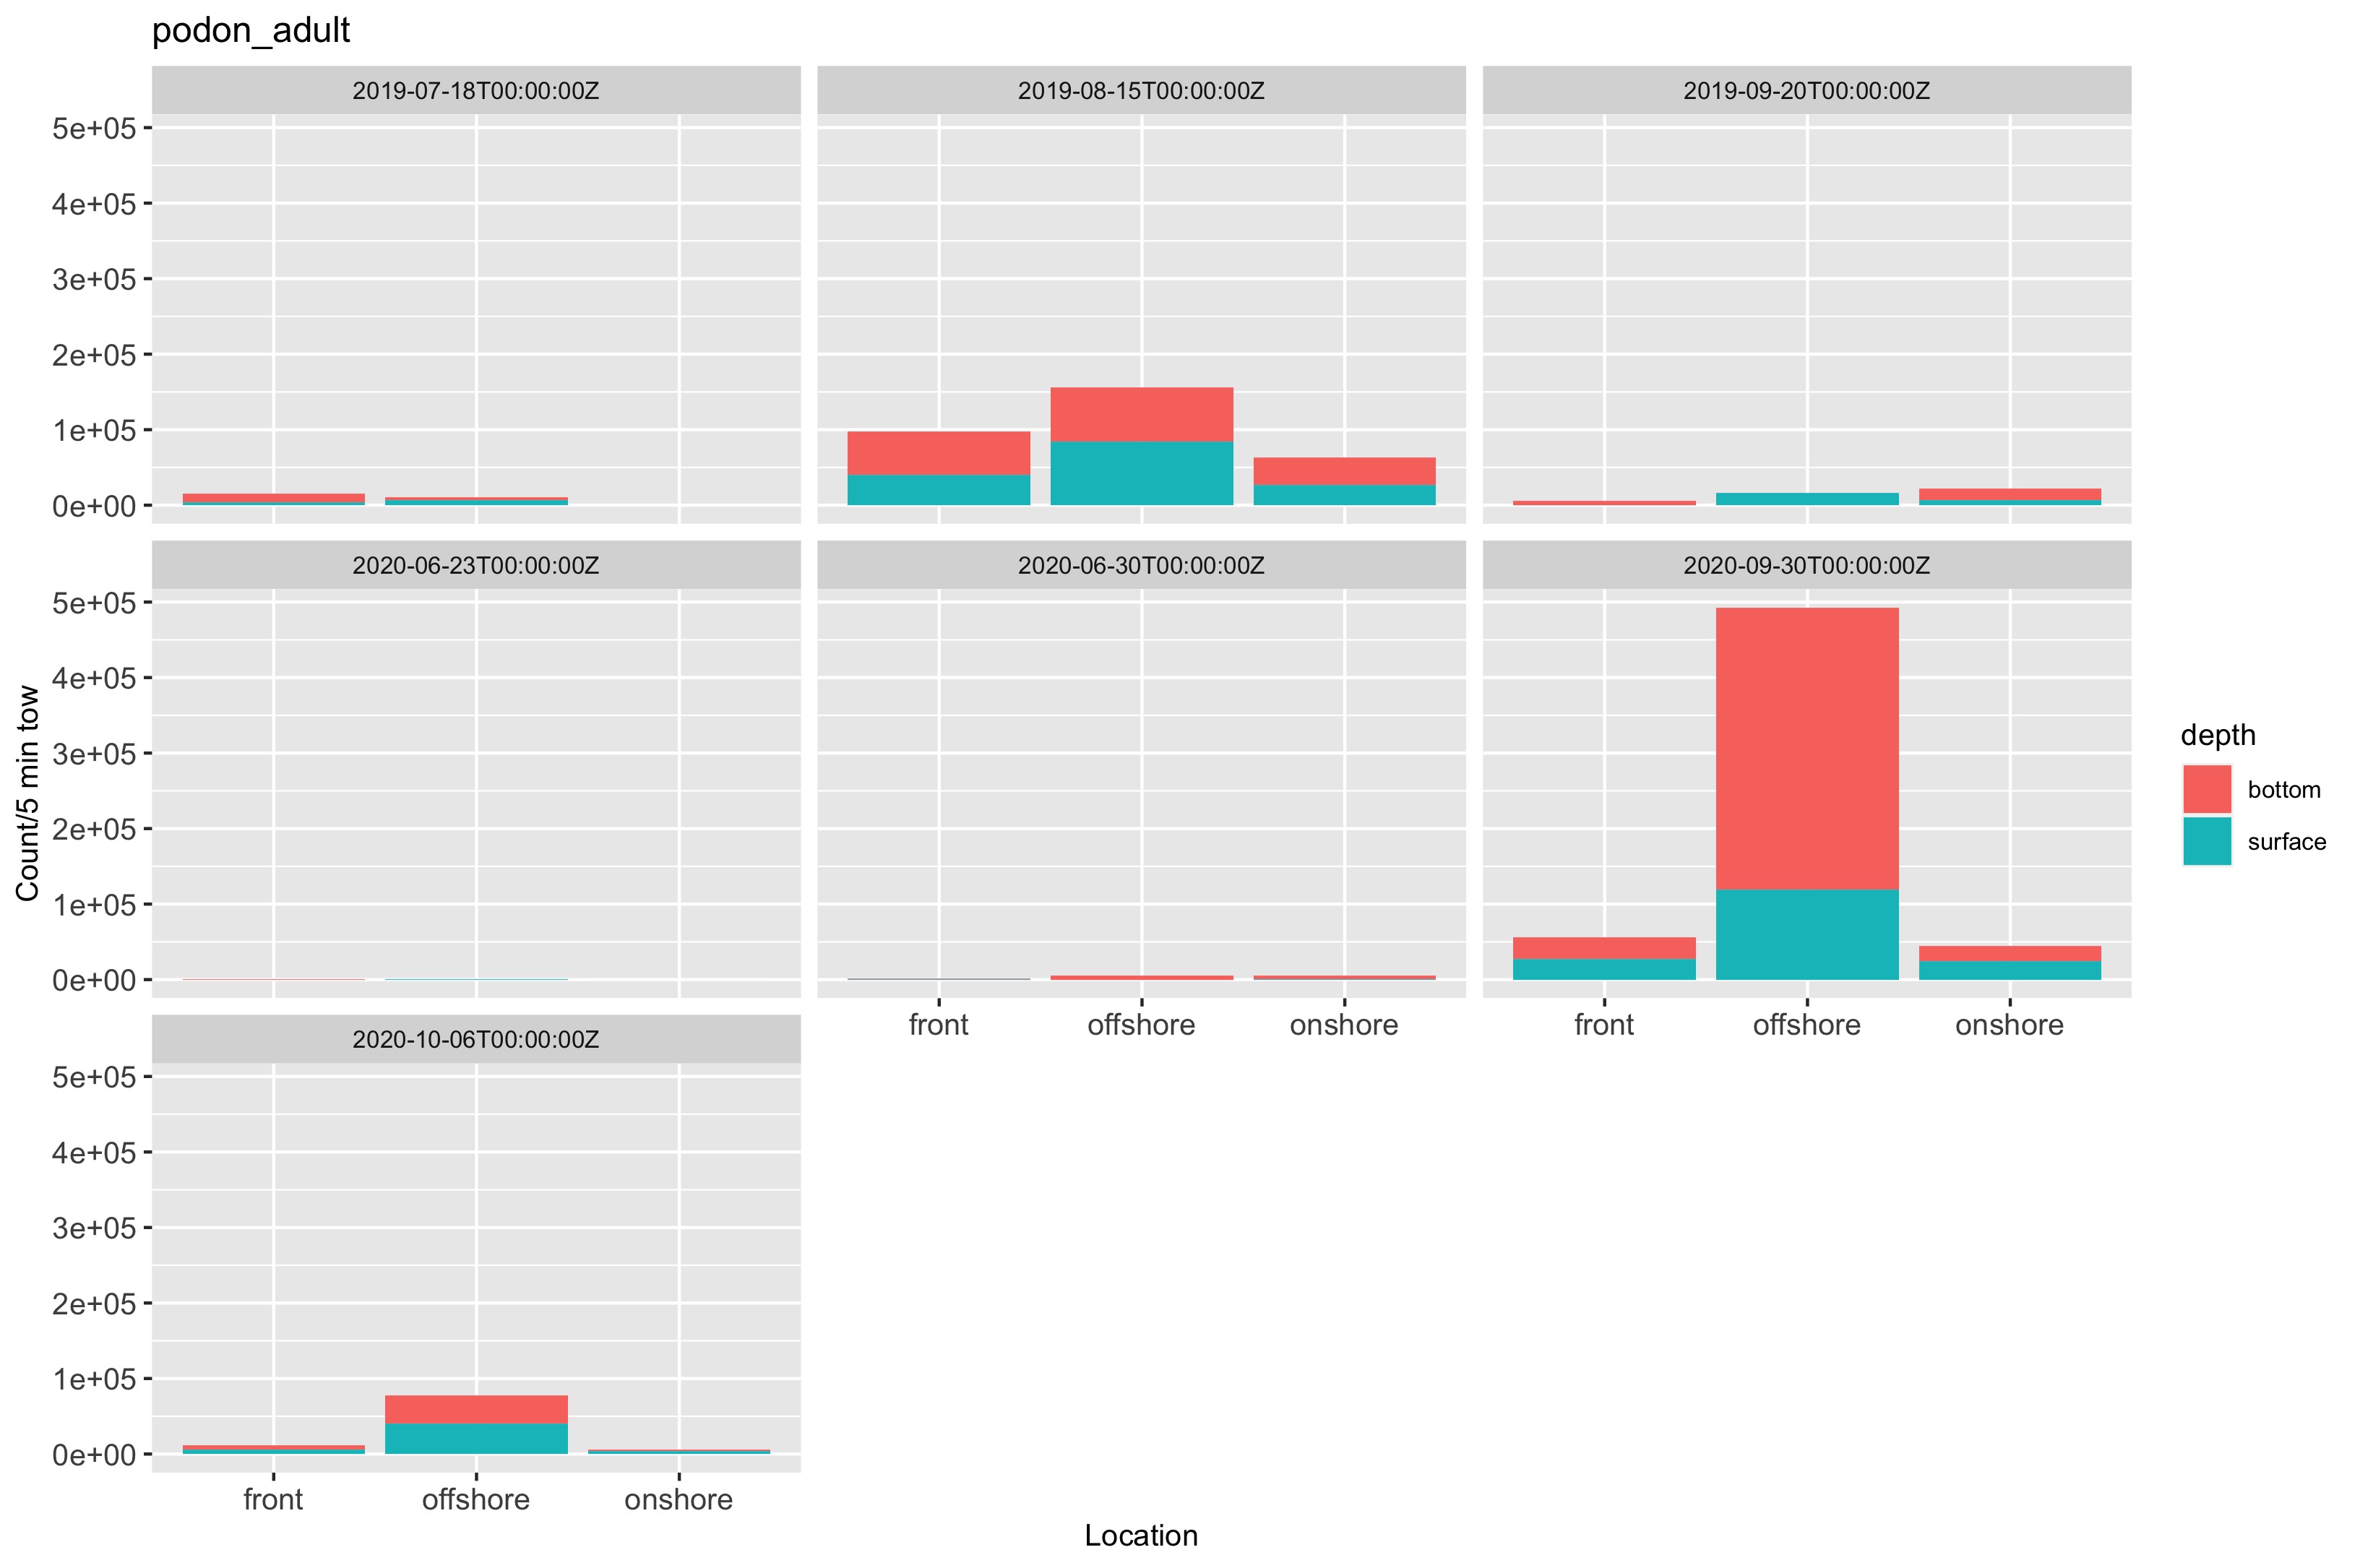 podon_adult
2019-07-18T00:00:00Z
2019-08-15T00:00:00Z
2019-09-20T00:00:00Z
5e+05
4e+05
3e+05
2e+05
1e+05
0e+00
2020-06-23T00:00:00Z
2020-06-30T00:00:00Z
2020-09-30T00:00:00Z
5e+05
4e+05
3e+05
2e+05
1e+05
0e+00
front
offshore
onshore
front
offshore
onshore
2020-10-06T00:00:00Z
5e+05
4e+05
3e+05
2e+05
1e+05
0e+00
front
offshore
onshore
Location
Count/5 min tow
depth
bottom
surface